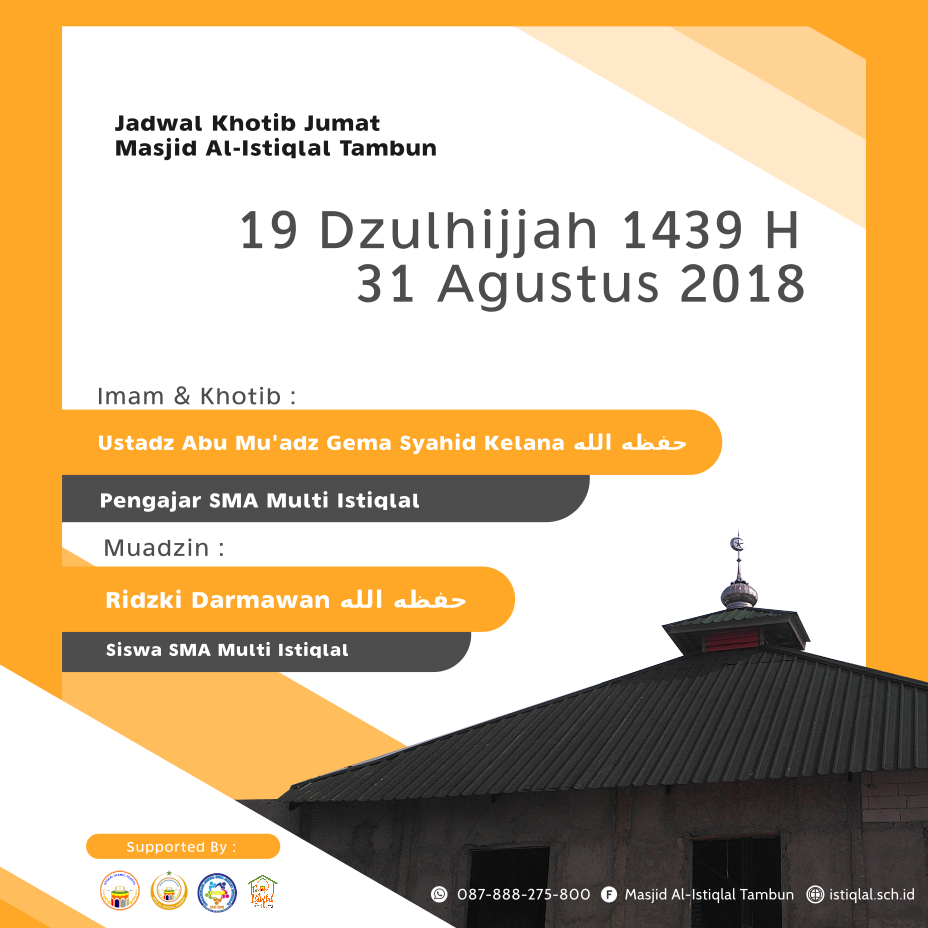 Jadwal Khotib Jumat
Masjid Al-Istiqlal Tambun
19 Dzulhijjah 1439 H
31 Agustus 2018
Imam & Khotib :
Ustadz Abu Mu'adz Gema Syahid Kelana حفظه الله
Pengajar SMA Multi Istiqlal
Muadzin :
Ridzki Darmawan حفظه الله
Siswa SMA Multi Istiqlal
Supported By :
087-888-275-800 Masjid Al-Istiqlal Tambun istiqlal.sch.id